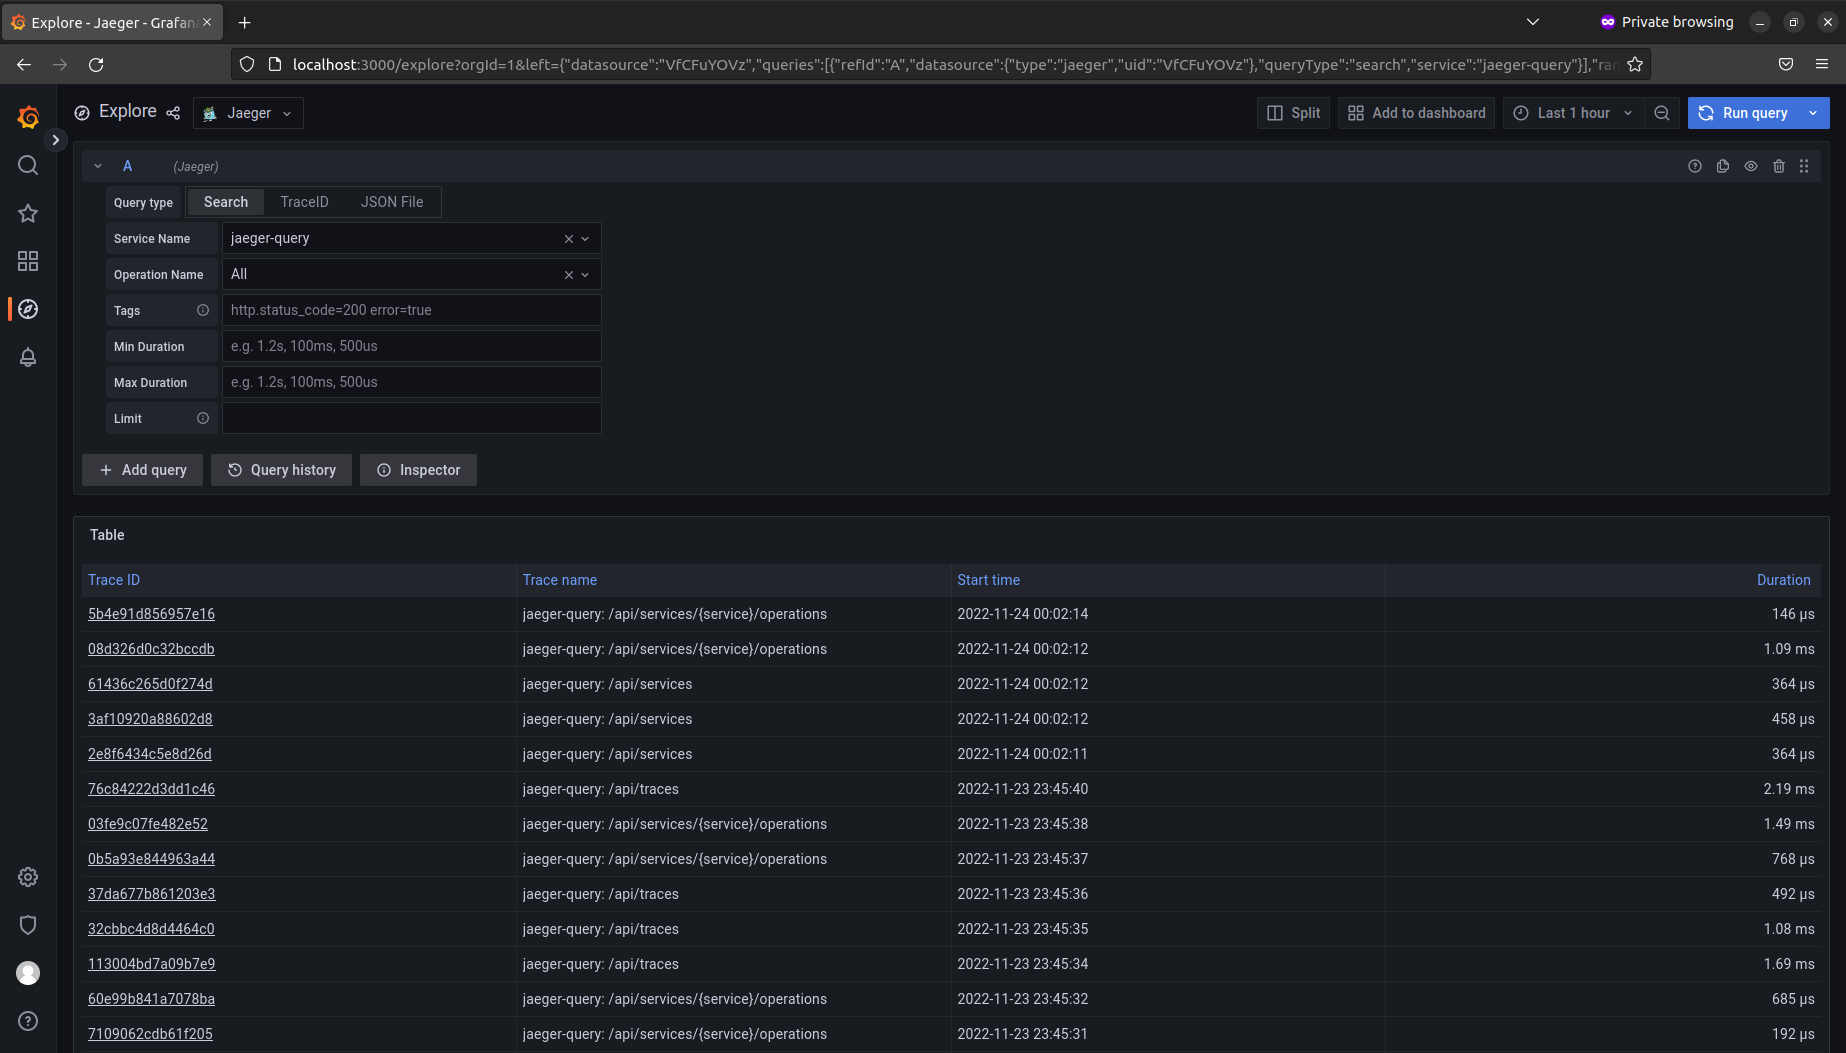 Explore - Jaeger - Grafan
Private browsing
localhost:3000/explore?orgId=1&left={"datasource":"VfCFuYOVz","queries":[{"refId":"A","datasource":{"type":"jaeger","uid":"VfCFuYOVz"},"queryType":"search","service":"jaeger-query"}],"ran
Explore Jaeger Split Add to dashboard Last 1 hour Run query
A (Jaeger)
Query type Search TraceID JSON File
Service Name jaeger-query
Operation Name All
Tags http.status_code=200 error=true
Min Duration e.g. 1.2s, 100ms, 500us
Max Duration e.g. 1.2s, 100ms, 500us
Limit
+ Add query Query history Inspector
Table
Trace ID Trace name Start time Duration
5b4e91d856957e16 jaeger-query: /api/services/{service}/operations 2022-11-24 00:02:14 146 µs
08d326d0c32bccdb jaeger-query: /api/services/{service}/operations 2022-11-24 00:02:12 1.09 ms
61436c265d0f274d jaeger-query: /api/services 2022-11-24 00:02:12 364 µs
3af10920a88602d8 jaeger-query: /api/services 2022-11-24 00:02:12 458 µs
2e8f6434c5e8d26d jaeger-query: /api/services 2022-11-24 00:02:11 364 µs
76c84222d3dd1c46 jaeger-query: /api/traces 2022-11-23 23:45:40 2.19 ms
03fe9c07fe482e52 jaeger-query: /api/services/{service}/operations 2022-11-23 23:45:38 1.49 ms
0b5a93e844963a44 jaeger-query: /api/services/{service}/operations 2022-11-23 23:45:37 768 µs
37da677b861203e3 jaeger-query: /api/traces 2022-11-23 23:45:36 492 µs
32cbbc4d8d4464c0 jaeger-query: /api/traces 2022-11-23 23:45:35 1.08 ms
113004bd7a09b7e9 jaeger-query: /api/traces 2022-11-23 23:45:34 1.69 ms
60e99b841a7078ba jaeger-query: /api/services/{service}/operations 2022-11-23 23:45:32 685 µs
7109062cdb61f205 jaeger-query: /api/services/{service}/operations 2022-11-23 23:45:31 192 µs